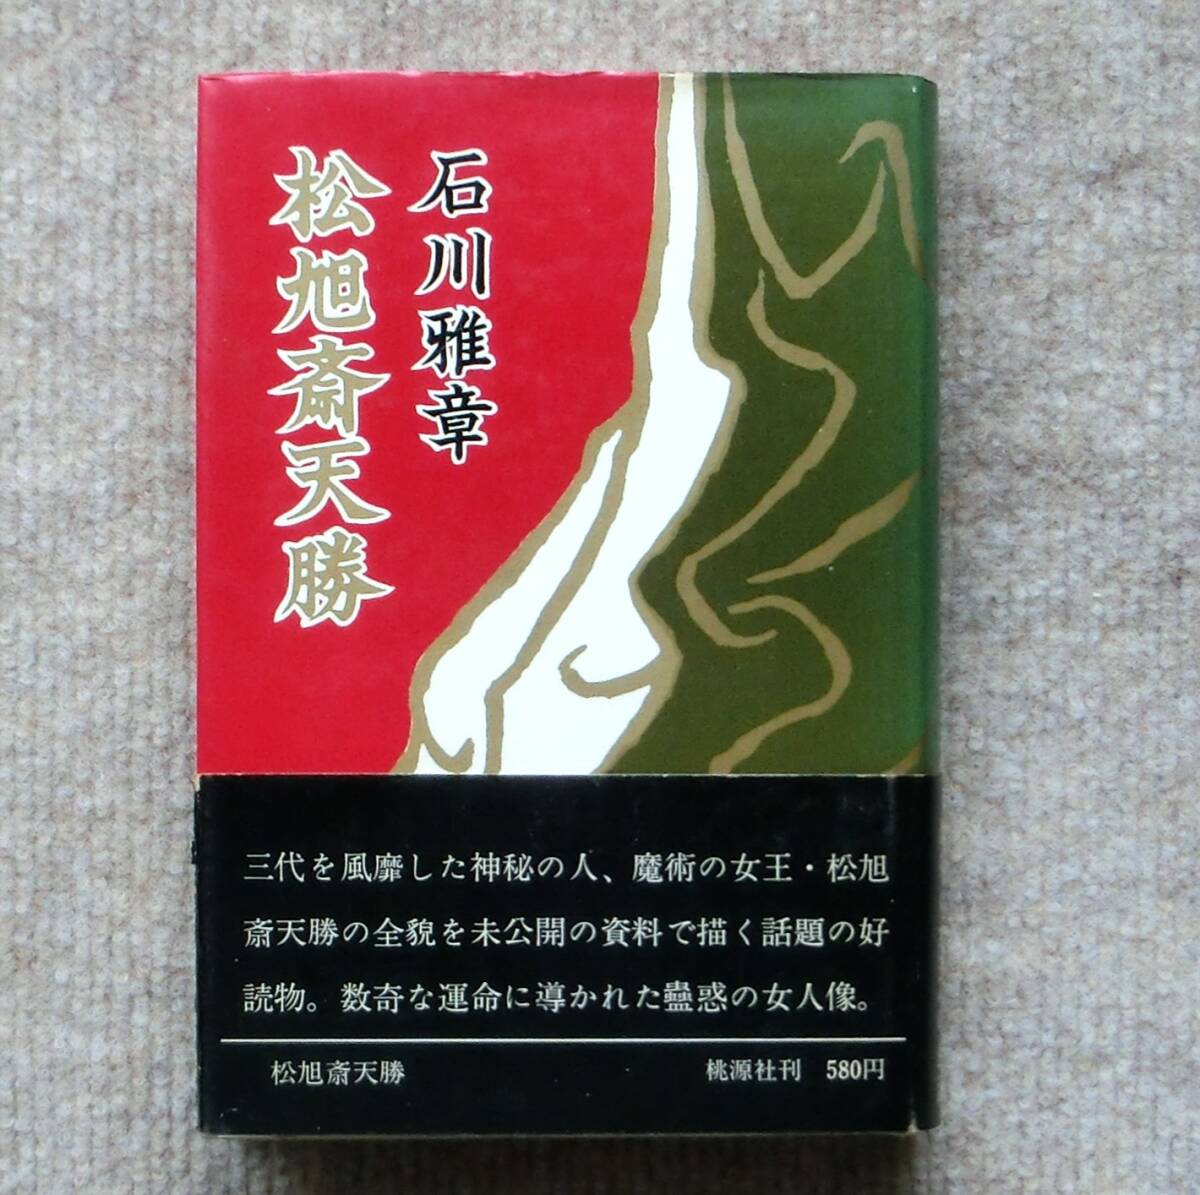 石川雅章
松旭斎天勝
三代を風靡した神秘の人、魔術の女王・松旭
斎天勝の全貌を未公開の資料で描く話題の好
読物。数奇な運命に導かれた蠱惑の女人像。
松旭斎天勝
桃源社刊 580円